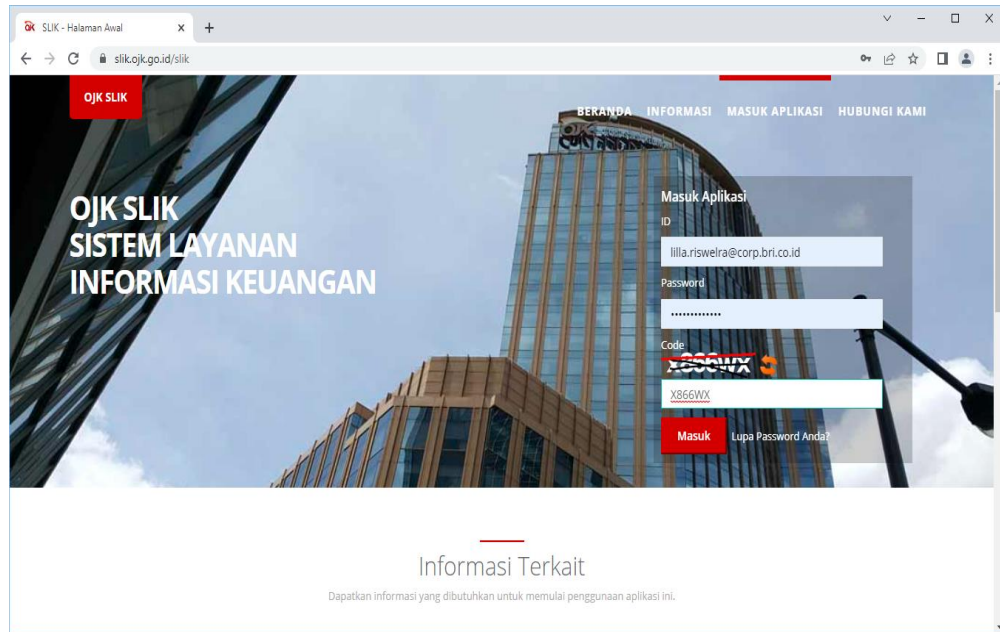 SLIK - Halaman Awal
slik.ojk.go.id/slik
OJK SLIK
BERANDA INFORMASI MASUK APLIKASI HUBUNGI KAMI
OJK
OJK SLIK
SISTEM LAYANAN
INFORMASI KEUANGAN
Masuk Aplikasi
ID
lilla.riswelra@corp.bri.co.id
Password
•••••••••••••
Code
X866WX
X866WX
Masuk Lupa Password Anda?
Informasi Terkait
Dapatkan informasi yang dibutuhkan untuk memulai penggunaan aplikasi ini.